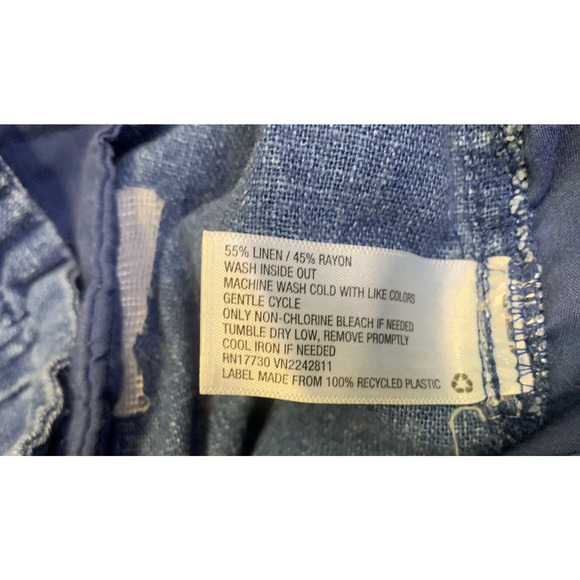 55% LINEN / 45% RAYON
WASH INSIDE OUT
MACHINE WASH COLD WITH LIKE COLORS
GENTLE CYCLE
ONLY NON-CHLORINE BLEACH IF NEEDED
TUMBLE DRY LOW, REMOVE PROMPTLY
COOL IRON IF NEEDED
RN17730 VN2242811
LABEL MADE FROM 100% RECYCLED PLASTIC